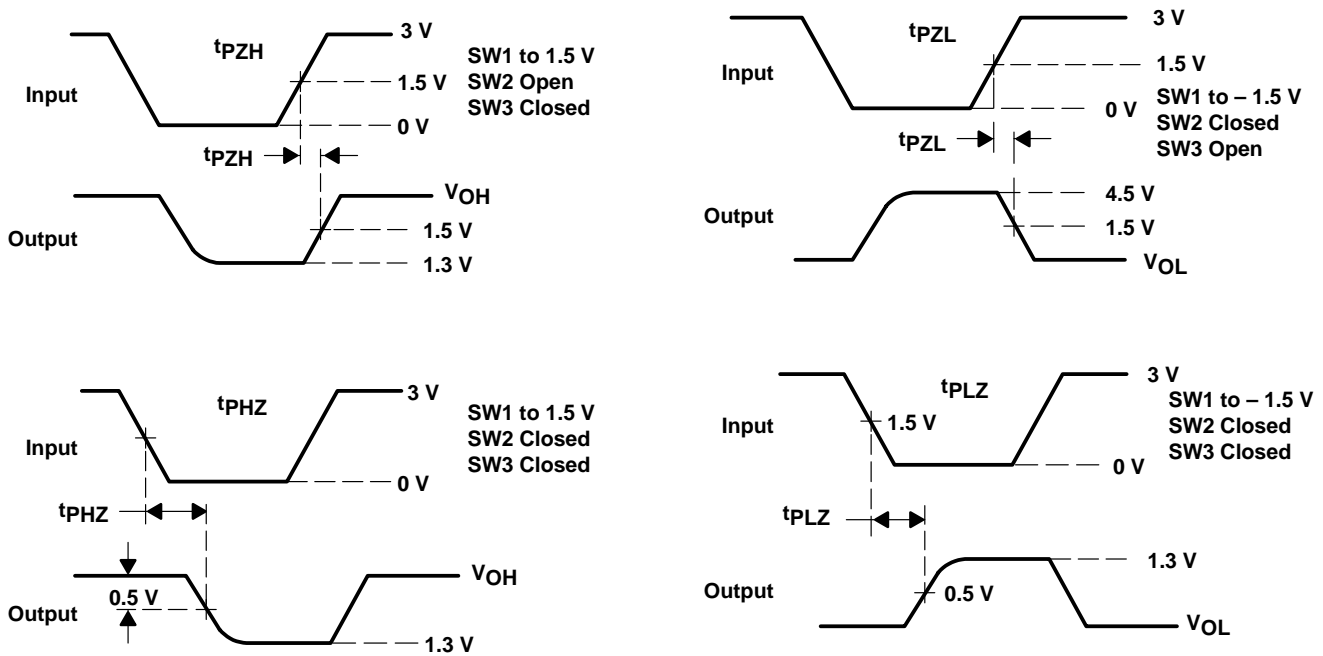 tPZH
3 V
SW1 to 1.5 V
SW2 Open
SW3 Closed
1.5 V
Input
0 V
tPZH
VOH
Output
1.5 V
1.3 V
tPZL
3 V
1.5 V
Input
0 V
SW1 to – 1.5 V
SW2 Closed
SW3 Open
tPZL
4.5 V
Output
1.5 V
VOL
tPHZ
3 V
SW1 to 1.5 V
SW2 Closed
SW3 Closed
Input
0 V
tPHZ
VOH
0.5 V
Output
1.3 V
tPLZ
3 V
SW1 to – 1.5 V
SW2 Closed
SW3 Closed
1.5 V
Input
0 V
tPLZ
1.3 V
Output
0.5 V
VOL